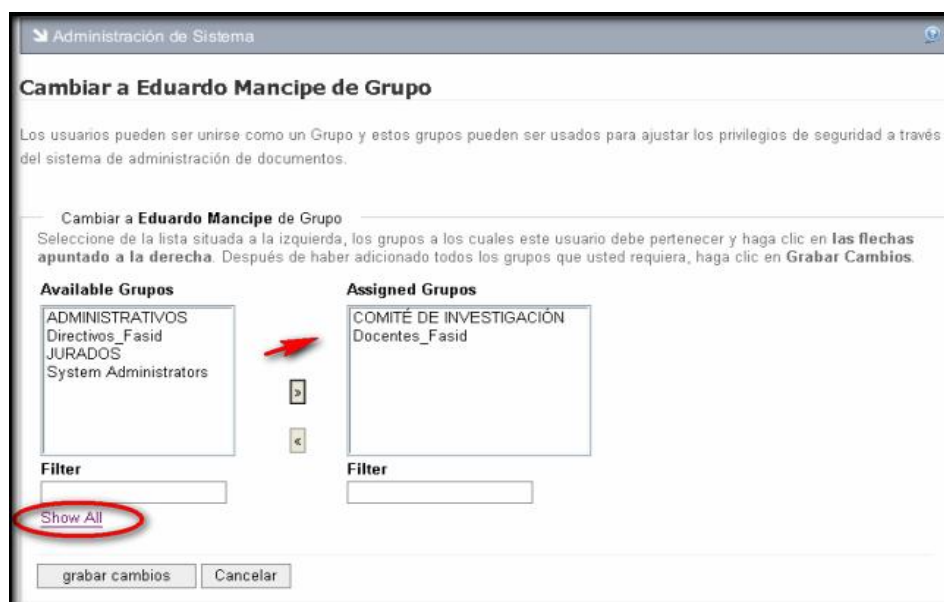 Administración de Sistema
Cambiar a Eduardo Mancipe de Grupo
Los usuarios pueden ser unirse como un Grupo y estos grupos pueden ser usados para ajustar los privilegios de seguridad a través
del sistema de administración de documentos.
Cambiar a Eduardo Mancipe de Grupo
Seleccione de la lista situada a la izquierda, los grupos a los cuales este usuario debe pertenecer y haga clic en las flechas
apuntado a la derecha. Después de haber adicionado todos los grupos que usted requiera, haga clic en Grabar Cambios.
Available Grupos
ADMINISTRATIVOS
Directivos_Fasid
JURADOS
System Administrators
»
«
Filter
Show All
Assigned Grupos
COMITÉ DE INVESTIGACIÓN
Docentes_Fasid
Filter
grabar cambios
Cancelar